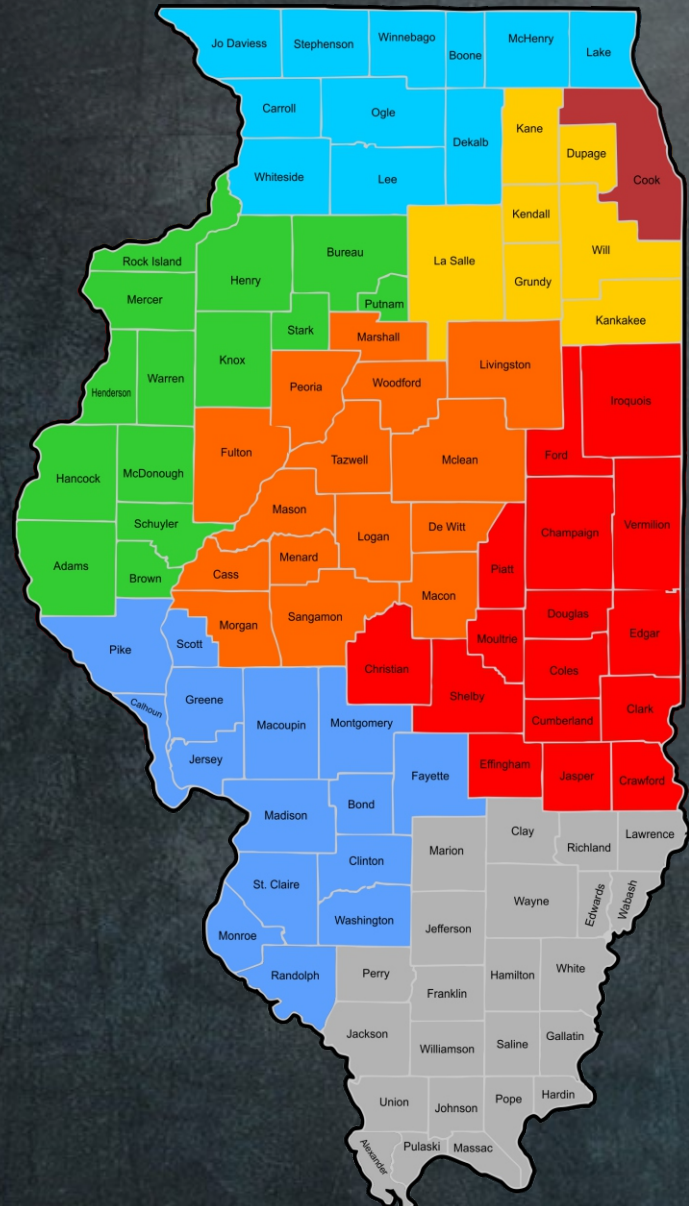 Jo Daviess
Stephenson
Winnebago
Boone
McHenry
Lake
Carroll
Ogle
Dekalb
Kane
Dupage
Cook
Whiteside
Lee
Kendall
La Salle
Will
Grundy
Kankakee
Rock Island
Henry
Bureau
Putnam
Mercer
Stark
Marshall
Knox
Henderson
Warren
Peoria
Woodford
Livingston
Iroquois
Fulton
Tazwell
Mclean
Ford
Hancock
McDonough
Mason
Schuyler
Logan
De Witt
Champaign
Vermilion
Adams
Brown
Cass
Menard
Piatt
Macon
Pike
Scott
Morgan
Sangamon
Douglas
Moultrie
Edgar
Christian
Coles
Shelby
Calhoun
Greene
Macoupin
Montgomery
Cumberland
Clark
Jersey
Fayette
Effingham
Jasper
Crawford
Madison
Bond
Clay
Richland
Lawrence
Marion
Clinton
St. Claire
Wayne
Edwards
Wabash
Washington
Jefferson
Monroe
Randolph
Perry
Hamilton
White
Franklin
Jackson
Williamson
Saline
Gallatin
Union
Johnson
Pope
Hardin
Alexander
Pulaski
Massac